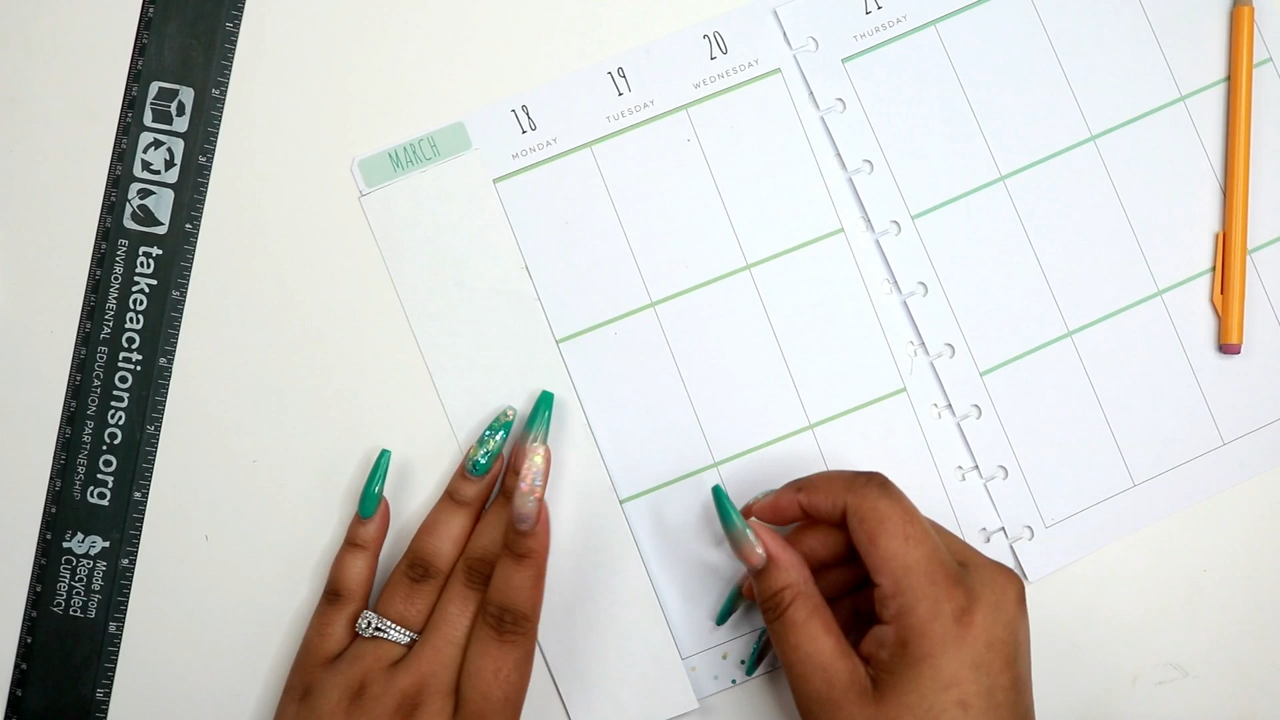 takeactionsc.org
ENVIRONMENTAL EDUCATION PARTNERSHIP
Made from
Recycled
Currency
MARCH
18
MONDAY
19
TUESDAY
20
WEDNESDAY
21
THURSDAY